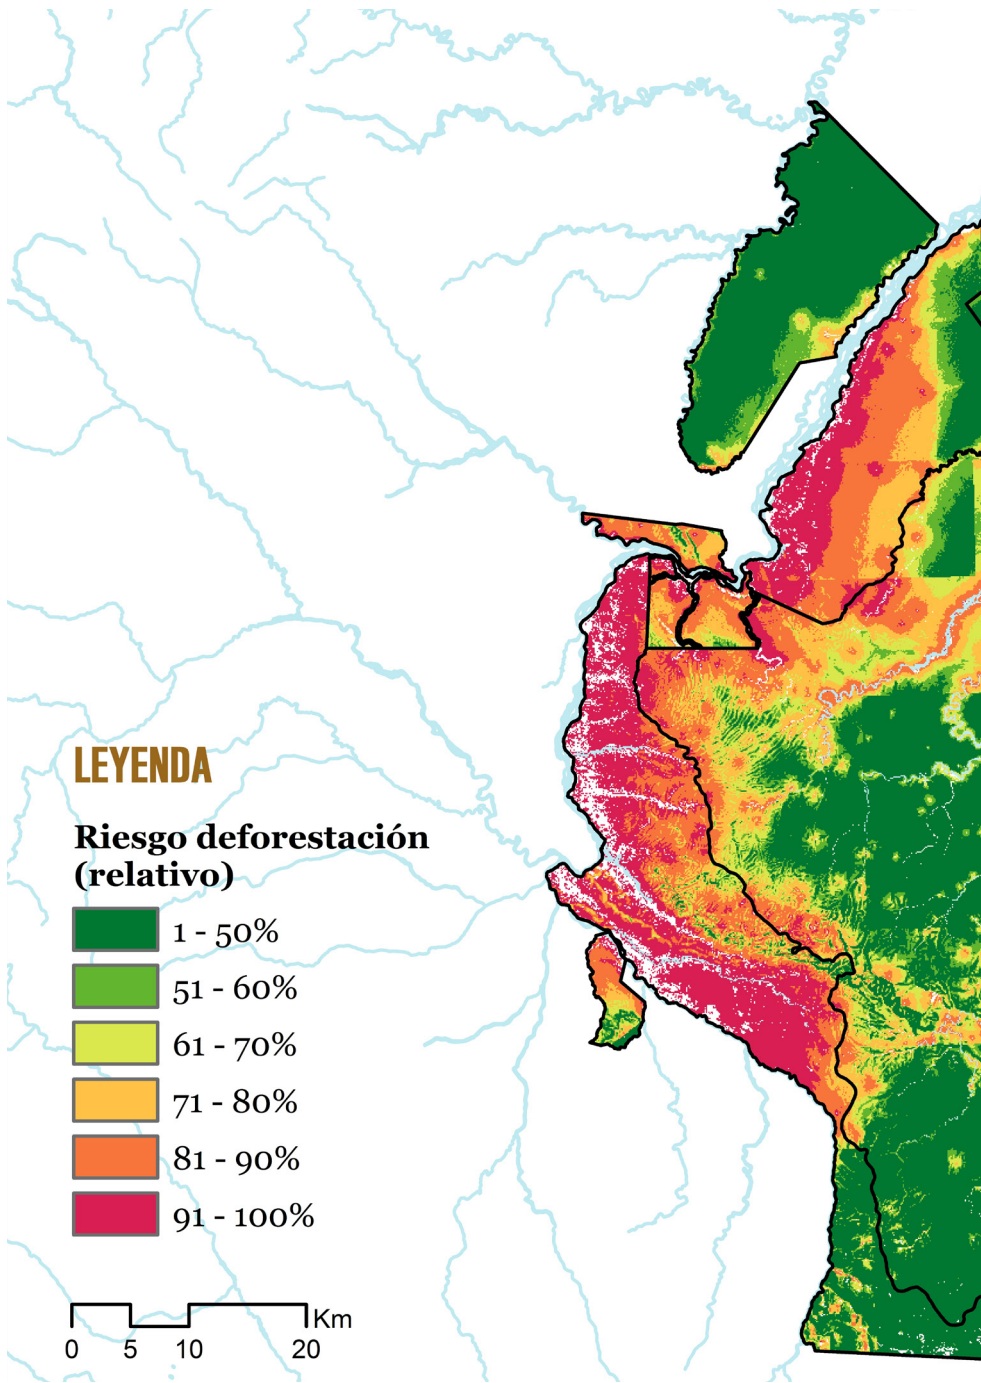 LEYENDA
Riesgo deforestación
(relativo)
1 - 50%
51 - 60%
61 - 70%
71 - 80%
81 - 90%
91 - 100%
Km
0 5 10 20